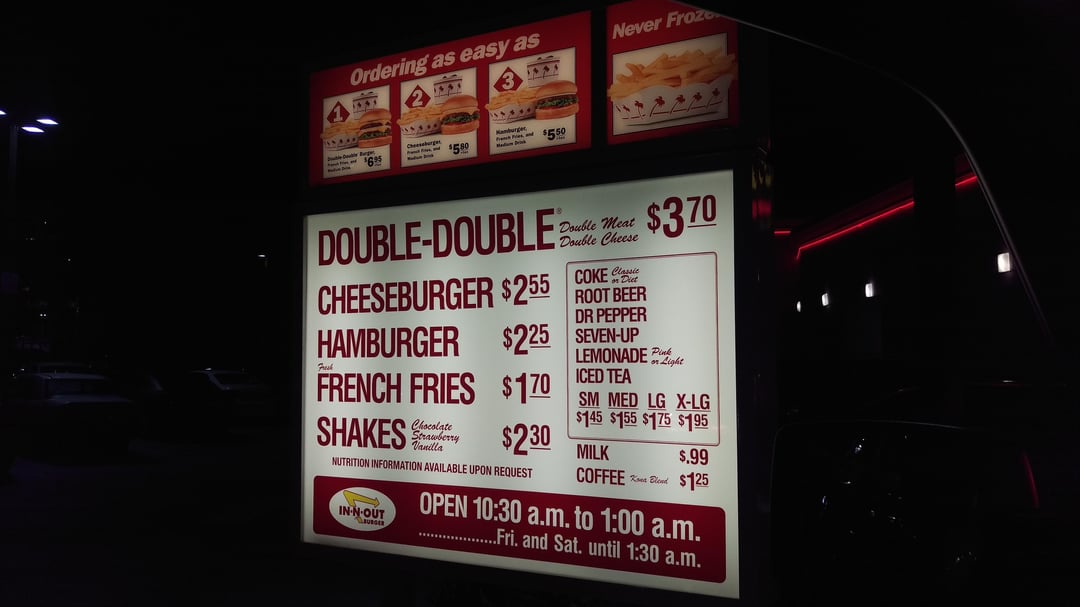 Ordering as easy as
1
Double-Double Burger,
French Fries, and
Medium Drink
$6.95
2
Cheeseburger,
French Fries, and
Medium Drink
$5.80
3
Hamburger,
French Fries, and
Medium Drink
$5.50
Never Froze
DOUBLE-DOUBLE® Double Meat Double Cheese $3.70
CHEESEBURGER $2.55
HAMBURGER $2.25
Fresh
FRENCH FRIES $1.70
SHAKES Chocolate Strawberry Vanilla $2.30
NUTRITION INFORMATION AVAILABLE UPON REQUEST
COKE Classic or Diet
ROOT BEER
DR PEPPER
SEVEN-UP
LEMONADE Pink or Light
ICED TEA
SM MED LG X-LG
$1.45 $1.55 $1.75 $1.95
MILK $.99
COFFEE Kona Blend $1.25
IN-N-OUT
BURGER
OPEN 10:30 a.m. to 1:00 a.m.
..................Fri. and Sat. until 1:30 a.m.